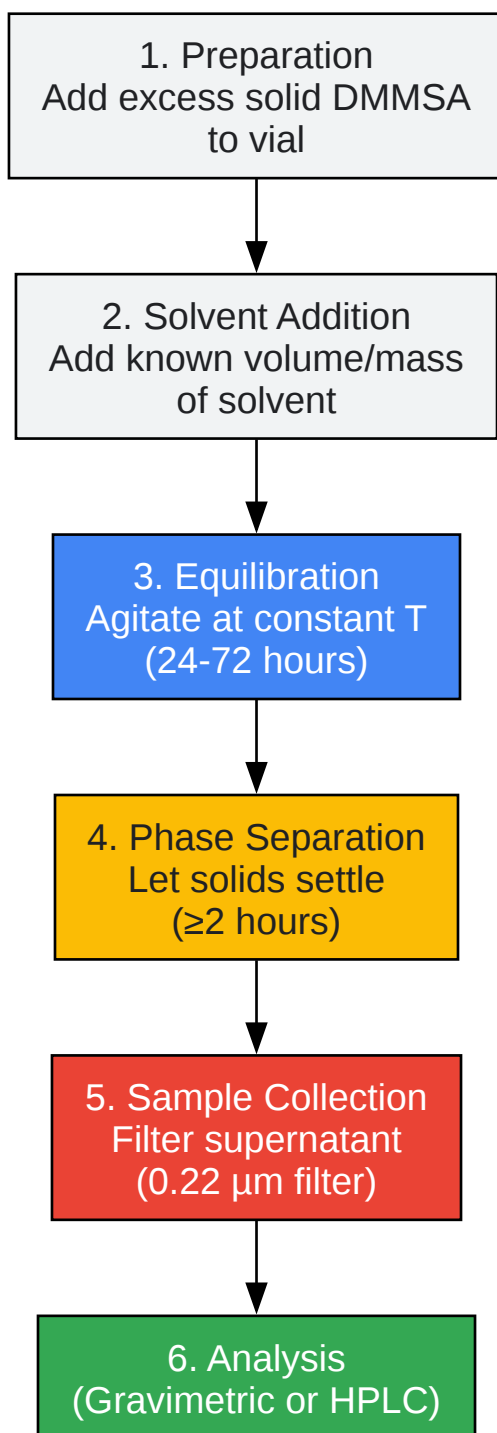 1. Preparation
Add excess solid DMMSA
to vial
2. Solvent Addition
Add known volume/mass
of solvent
3. Equilibration
Agitate at constant T
(24-72 hours)
4. Phase Separation
Let solids settle
(≥2 hours)
5. Sample Collection
Filter supernatant
(0.22 µm filter)
6. Analysis
(Gravimetric or HPLC)